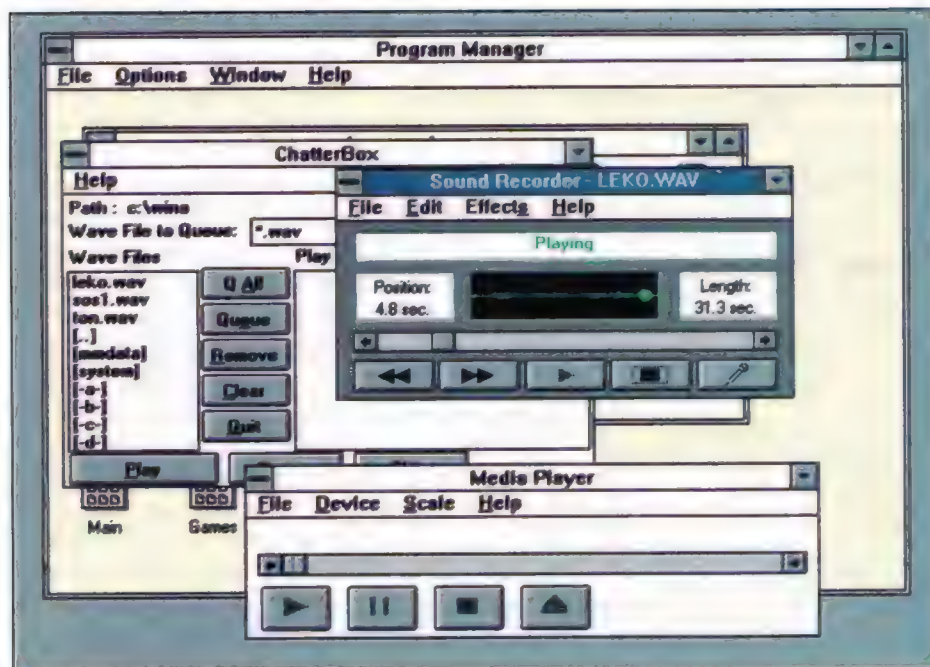 Program Manager
File Options Window Help
ChatterBox
Help
Path : c:\wins
Wave File to Queue: *.wav
Wave Files Play
leko.wav
sos1.wav
ton.wav
[..]
[mmdata]
[system]
[-a-]
[-b-]
[-c-]
[-d-]
Q All
Queue
Remove
Clear
Quit
Play
Sound Recorder - LEKO.WAV
File Edit Effects Help
Playing
Position:
4.8 sec.
Length:
31.3 sec.
Media Player
File Device Scale Help
Main
Games